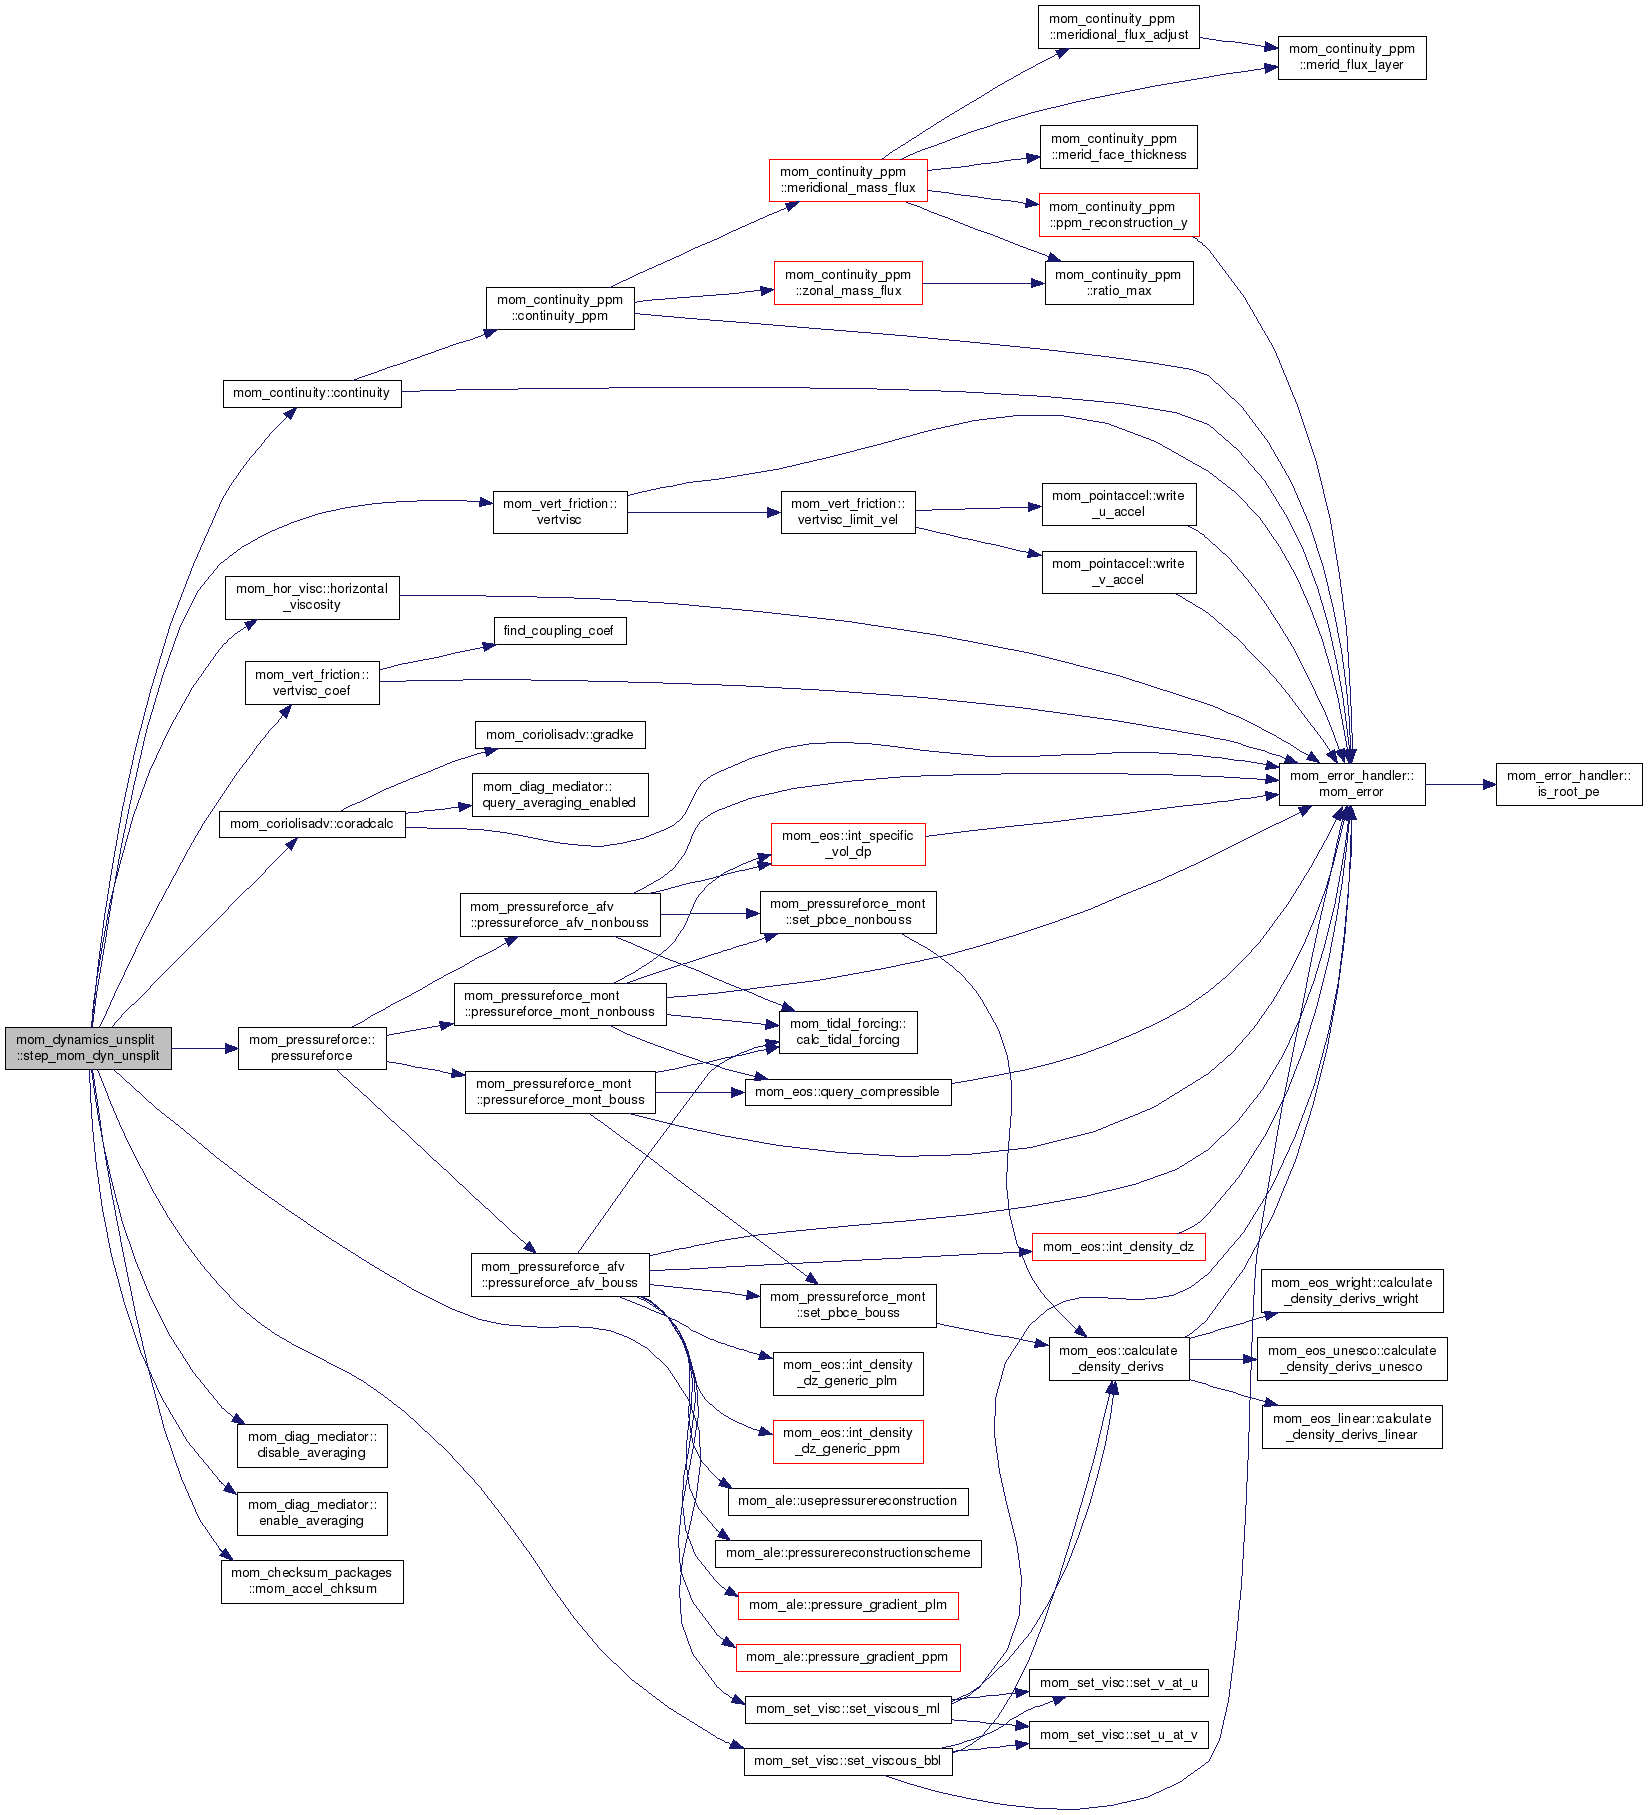 mom_continuity_ppm
::meridional_flux_adjust
mom_continuity_ppm
::merid_flux_layer
mom_continuity_ppm
::merid_face_thickness
mom_continuity_ppm
::meridional_mass_flux
mom_continuity_ppm
::ppm_reconstruction_y
mom_continuity_ppm
::zonal_mass_flux
mom_continuity_ppm
::ratio_max
mom_continuity_ppm
::continuity_ppm
mom_continuity::continuity
mom_vert_friction::
vertvisc
mom_vert_friction::
vertvisc_limit_vel
mom_pointaccel::write
_u_accel
mom_pointaccel::write
_v_accel
mom_hor_visc::horizontal
_viscosity
find_coupling_coef
mom_vert_friction::
vertvisc_coef
mom_coriolisadv::gradke
mom_diag_mediator::
query_averaging_enabled
mom_error_handler::
mom_error
mom_error_handler::
is_root_pe
mom_coriolisadv::coradcalc
mom_eos::int_specific
_vol_dp
mom_pressureforce_afv
::pressureforce_afv_nonbouss
mom_pressureforce_mont
::set_pbce_nonbouss
mom_pressureforce_mont
::pressureforce_mont_nonbouss
mom_tidal_forcing::
calc_tidal_forcing
mom_dynamics_unsplit
::step_mom_dyn_unsplit
mom_pressureforce::
pressureforce
mom_pressureforce_mont
::pressureforce_mont_bouss
mom_eos::query_compressible
mom_eos::int_density_dz
mom_pressureforce_afv
::pressureforce_afv_bouss
mom_pressureforce_mont
::set_pbce_bouss
mom_eos_wright::calculate
_density_derivs_wright
mom_eos::calculate
_density_derivs
mom_eos_unesco::calculate
_density_derivs_unesco
mom_eos::int_density
_dz_generic_plm
mom_eos_linear::calculate
_density_derivs_linear
mom_eos::int_density
_dz_generic_ppm
mom_diag_mediator::
disable_averaging
mom_ale::usepressurereconstruction
mom_diag_mediator::
enable_averaging
mom_ale::pressurereconstructionscheme
mom_checksum_packages
::mom_accel_chksum
mom_ale::pressure_gradient_plm
mom_ale::pressure_gradient_ppm
mom_set_visc::set_v_at_u
mom_set_visc::set_viscous_ml
mom_set_visc::set_u_at_v
mom_set_visc::set_viscous_bbl